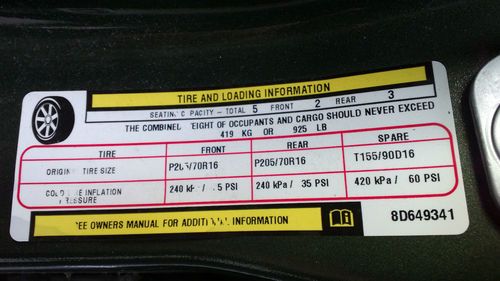 TIRE AND LOADING INFORMATION
TOTAL 5 FRONT 2 REAR 3
THE OF OCCUPANTS AND CARGO SHOULD NEVER EXCEED
419 KG OR 925 LB
TIRE FRONT REAR SPARE
TIRE SIZE P205/70R16 T155/90D16
INFLATION 240 kPa / 240 kPa / 35 PSI 420 kPa / 60 PSI
OWNERS MANUAL FOR INFORMATION
8D649341